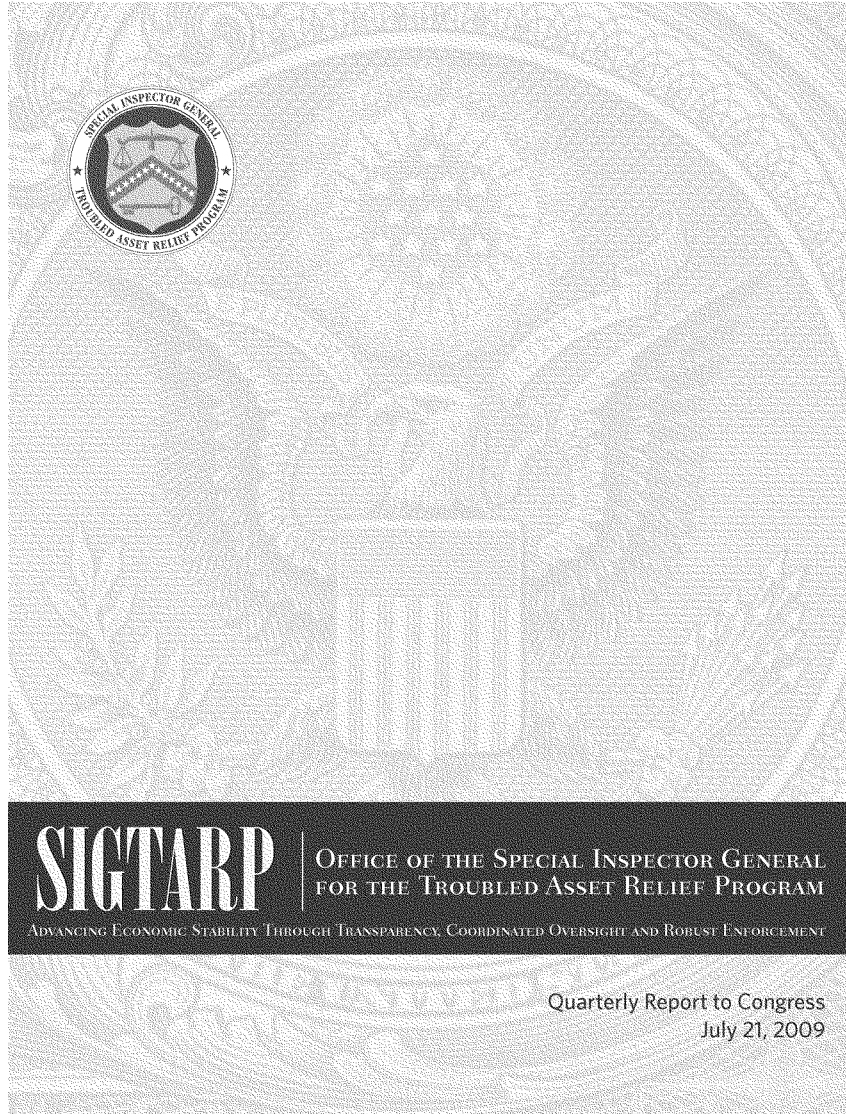 SPECIAL INSPECTOR GENERAL
TROUBLED ASSET RELIEF PROGRAM
SIGTARP
OFFICE OF THE SPECIAL INSPECTOR GENERAL
FOR THE TROUBLED ASSET RELIEF PROGRAM
ADVANCING ECONOMIC STABILITY THROUGH TRANSPARENCY, COORDINATED OVERSIGHT AND ROBUST ENFORCEMENT
Quarterly Report to Congress
July 21, 2009